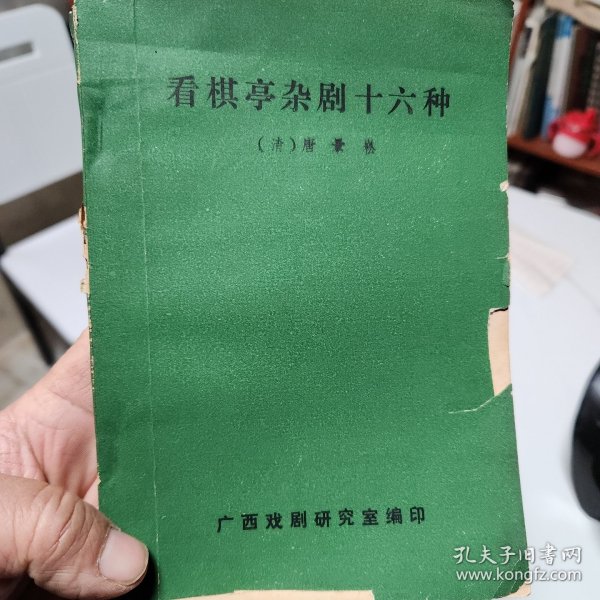 看棋亭杂剧十六种
(清)唐景崧
广西戏剧研究室编印
孔夫子旧书网
www.kongfz.com